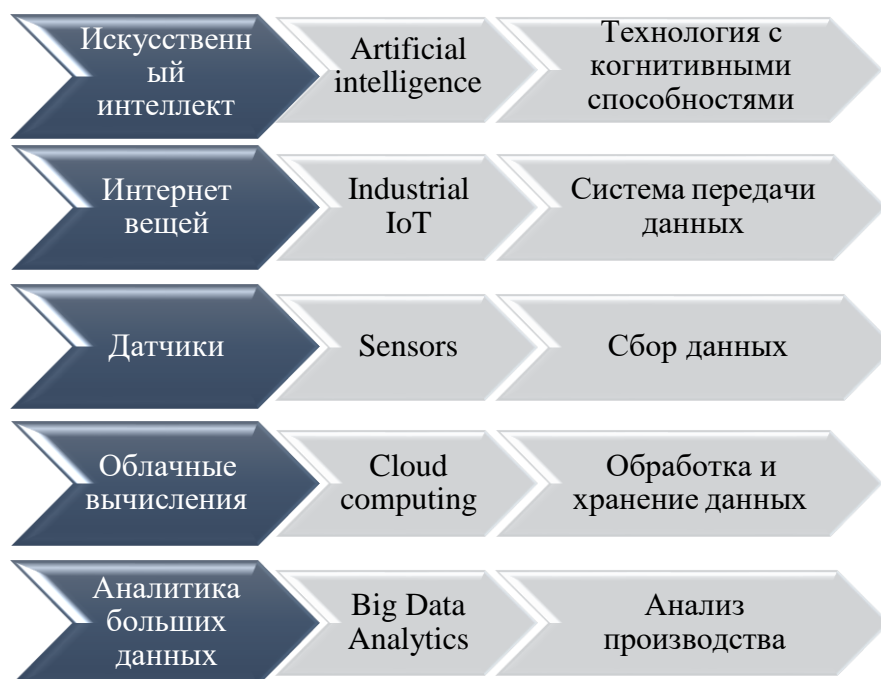 Искусственн
ый
интеллект
Artificial
intelligence
Технология с
когнитивными
способностями
Интернет
вещей
Industrial
IoT
Система передачи
данных
Датчики
Sensors
Сбор данных
Облачные
вычисления
Cloud
computing
Обработка и
хранение данных
Аналитика
больших
данных
Big Data
Analytics
Анализ
производства